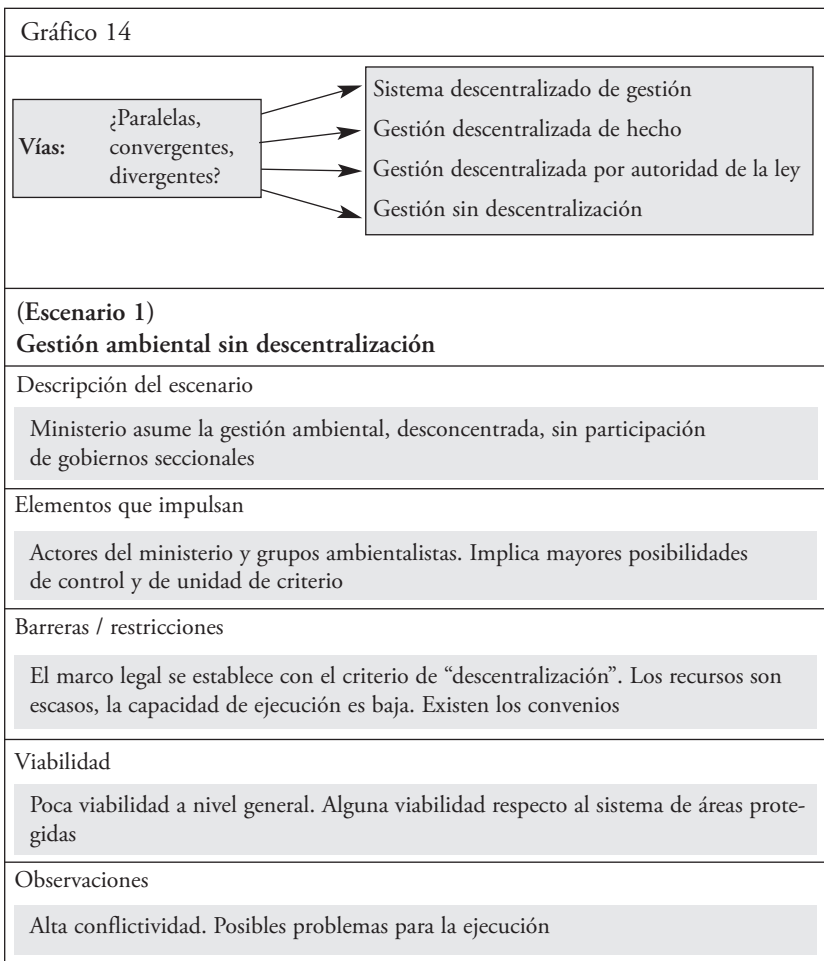 Gráfico 14
Vías:
¿Paralelas,
convergentes,
divergentes?
Sistema descentralizado de gestión
Gestión descentralizada de hecho
Gestión descentralizada por autoridad de la ley
Gestión sin descentralización
(Escenario 1)
Gestión ambiental sin descentralización
Descripción del escenario
Ministerio asume la gestión ambiental, desconcentrada, sin participación
de gobiernos seccionales
Elementos que impulsan
Actores del ministerio y grupos ambientalistas. Implica mayores posibilidades
de control y de unidad de criterio
Barreras / restricciones
El marco legal se establece con el criterio de “descentralización”. Los recursos son
escasos, la capacidad de ejecución es baja. Existen los convenios
Viabilidad
Poca viabilidad a nivel general. Alguna viabilidad respecto al sistema de áreas prote-
gidas
Observaciones
Alta conflictividad. Posibles problemas para la ejecución